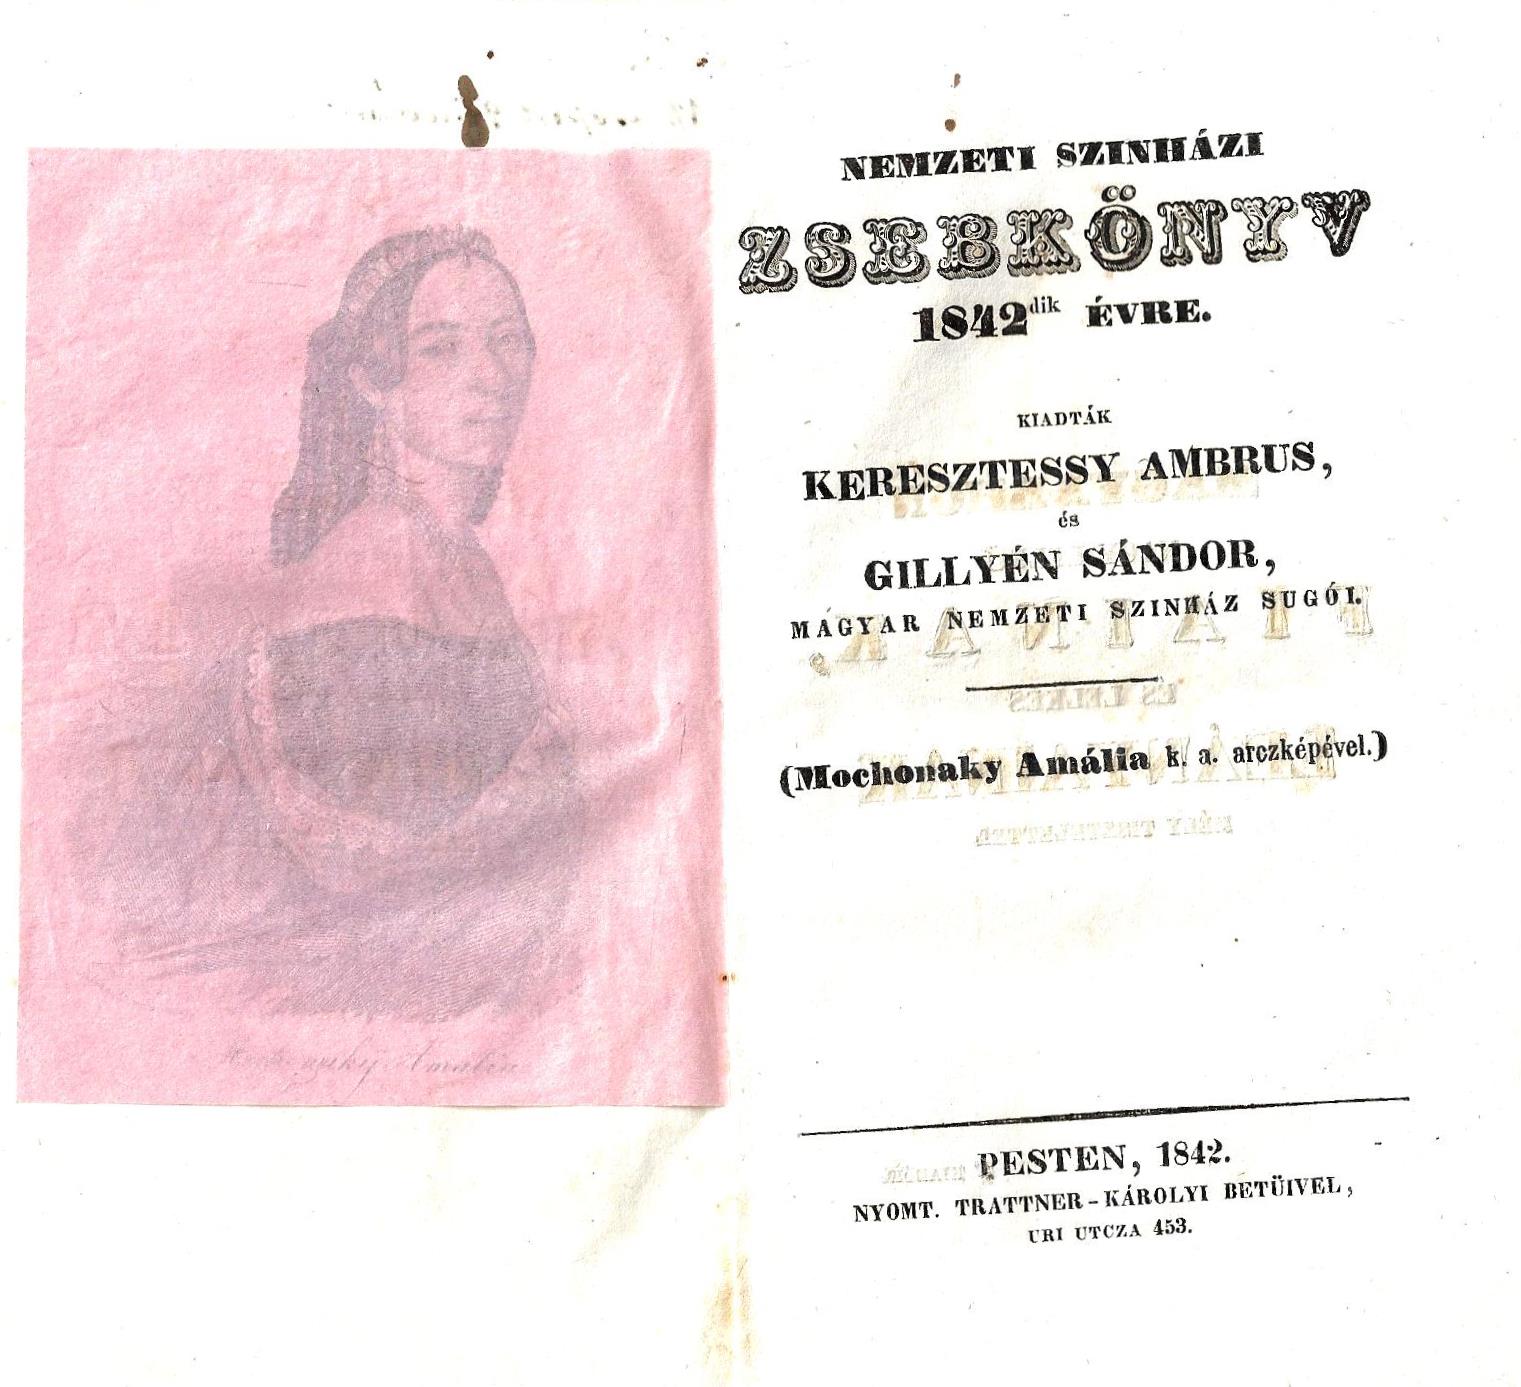 NEMZETI SZINHÁZI
ZSEBKÖNYV
1842dik ÉVRE.
KIADTÁK
KERESZTESSY AMBRUS,
és
GILLYÉN SÁNDOR,
MAGYAR NEMZETI SZINHÁZ SUGÓI.
(Mochonaky Amália k. a. arczképével.)
PESTEN, 1842.
NYOMT. TRATTNER-KÁROLYI BETÜIVEL,
URI UTCZA 453.
Amália